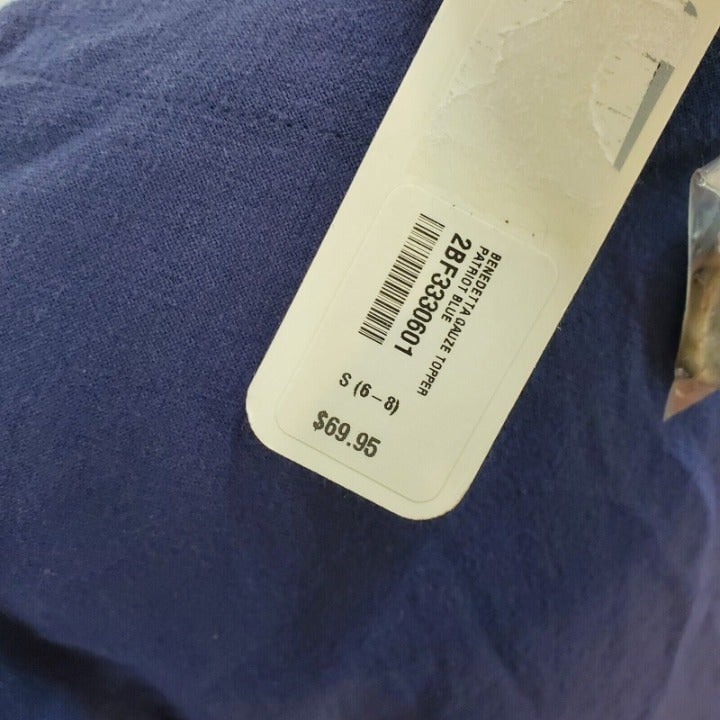 BENEDETTA GAUZE TOPPER
PATRIOT BLUE
2BF3330601
S (6-8)
$69.95